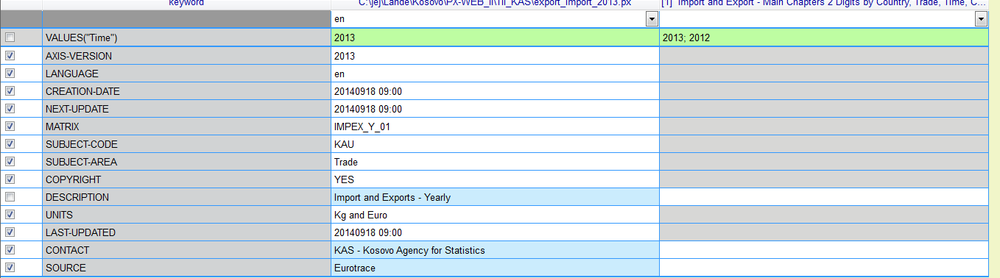 keyword C:\jej\Lande\Kosovo\PX-WEB_II\Til_KAS\export_import_2013.px [1] Import and Export - Main Chapters 2 Digits by Country, Trade, Time, C...
en
VALUES("Time") 2013 2013; 2012
AXIS-VERSION 2013
LANGUAGE en
CREATION-DATE 20140918 09:00
NEXT-UPDATE 20140918 09:00
MATRIX IMPEX_Y_01
SUBJECT-CODE KAU
SUBJECT-AREA Trade
COPYRIGHT YES
DESCRIPTION Import and Exports - Yearly
UNITS Kg and Euro
LAST-UPDATED 20140918 09:00
CONTACT KAS - Kosovo Agency for Statistics
SOURCE Eurotrace